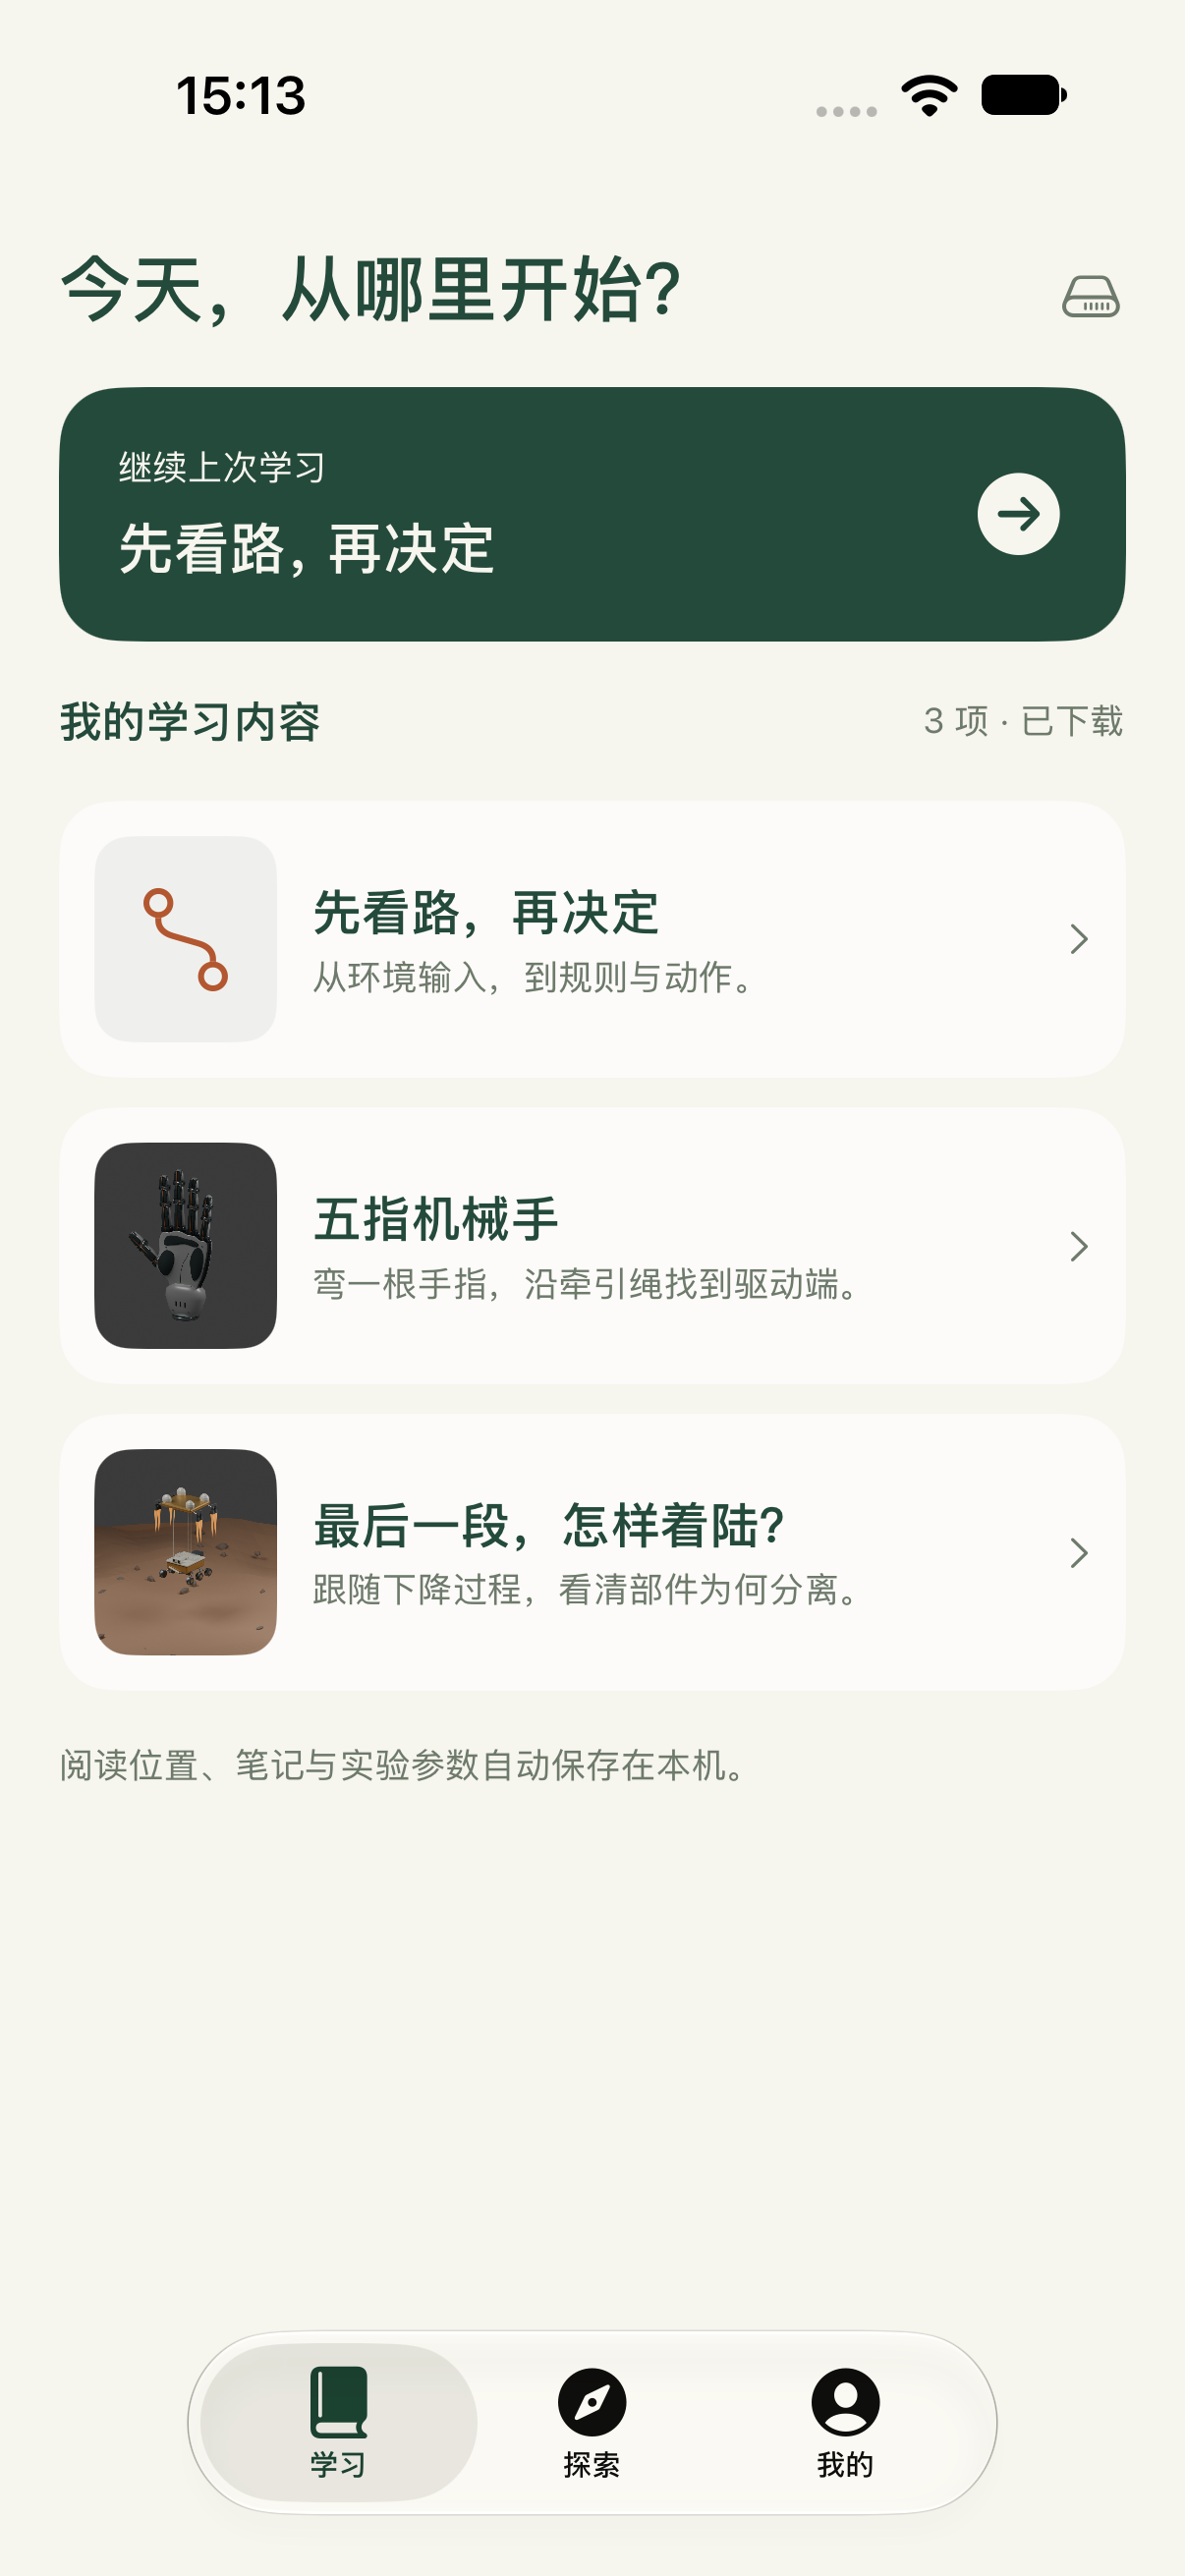 15:13
今天，从哪里开始?
继续上次学习
先看路，再决定
我的学习内容
3 项 · 已下载
先看路，再决定
从环境输入，到规则与动作。
五指机械手
弯一根手指，沿牵引绳找到驱动端。
最后一段，怎样着陆?
跟随下降过程，看清部件为何分离。
阅读位置、笔记与实验参数自动保存在本机。
学习
探索
我的